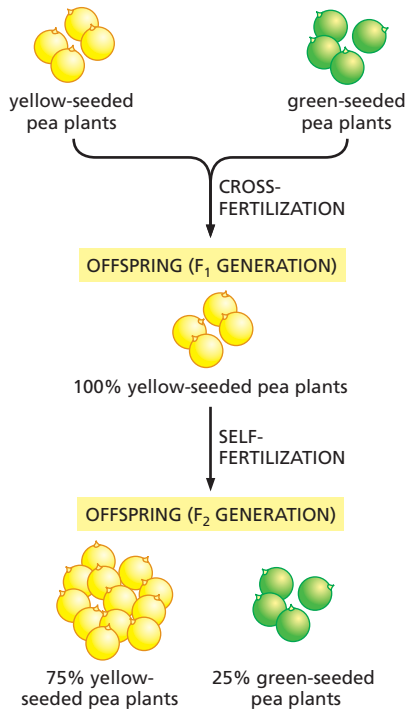 yellow-seeded
pea plants
green-seeded
pea plants
CROSS-
FERTILIZATION
OFFSPRING (F₁ GENERATION)
100% yellow-seeded pea plants
SELF-
FERTILIZATION
OFFSPRING (F₂ GENERATION)
75% yellow-
seeded pea plants
25% green-seeded
pea plants